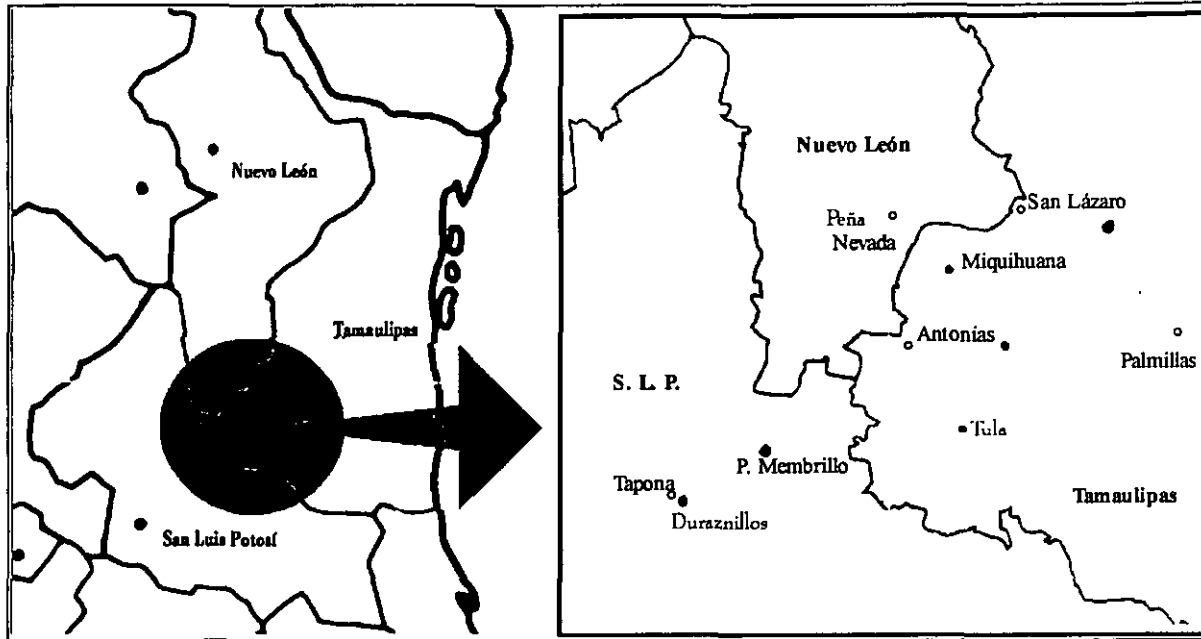 Nuevo León
Tamaulipas
San Luis Potosí
Nuevo León
San Lázaro
Peña
Nevada
Miquihuana
Antonías
Palmillas
S. L. P.
Tula
P. Membrillo
Tapona
Tamaulipas
Duraznillos